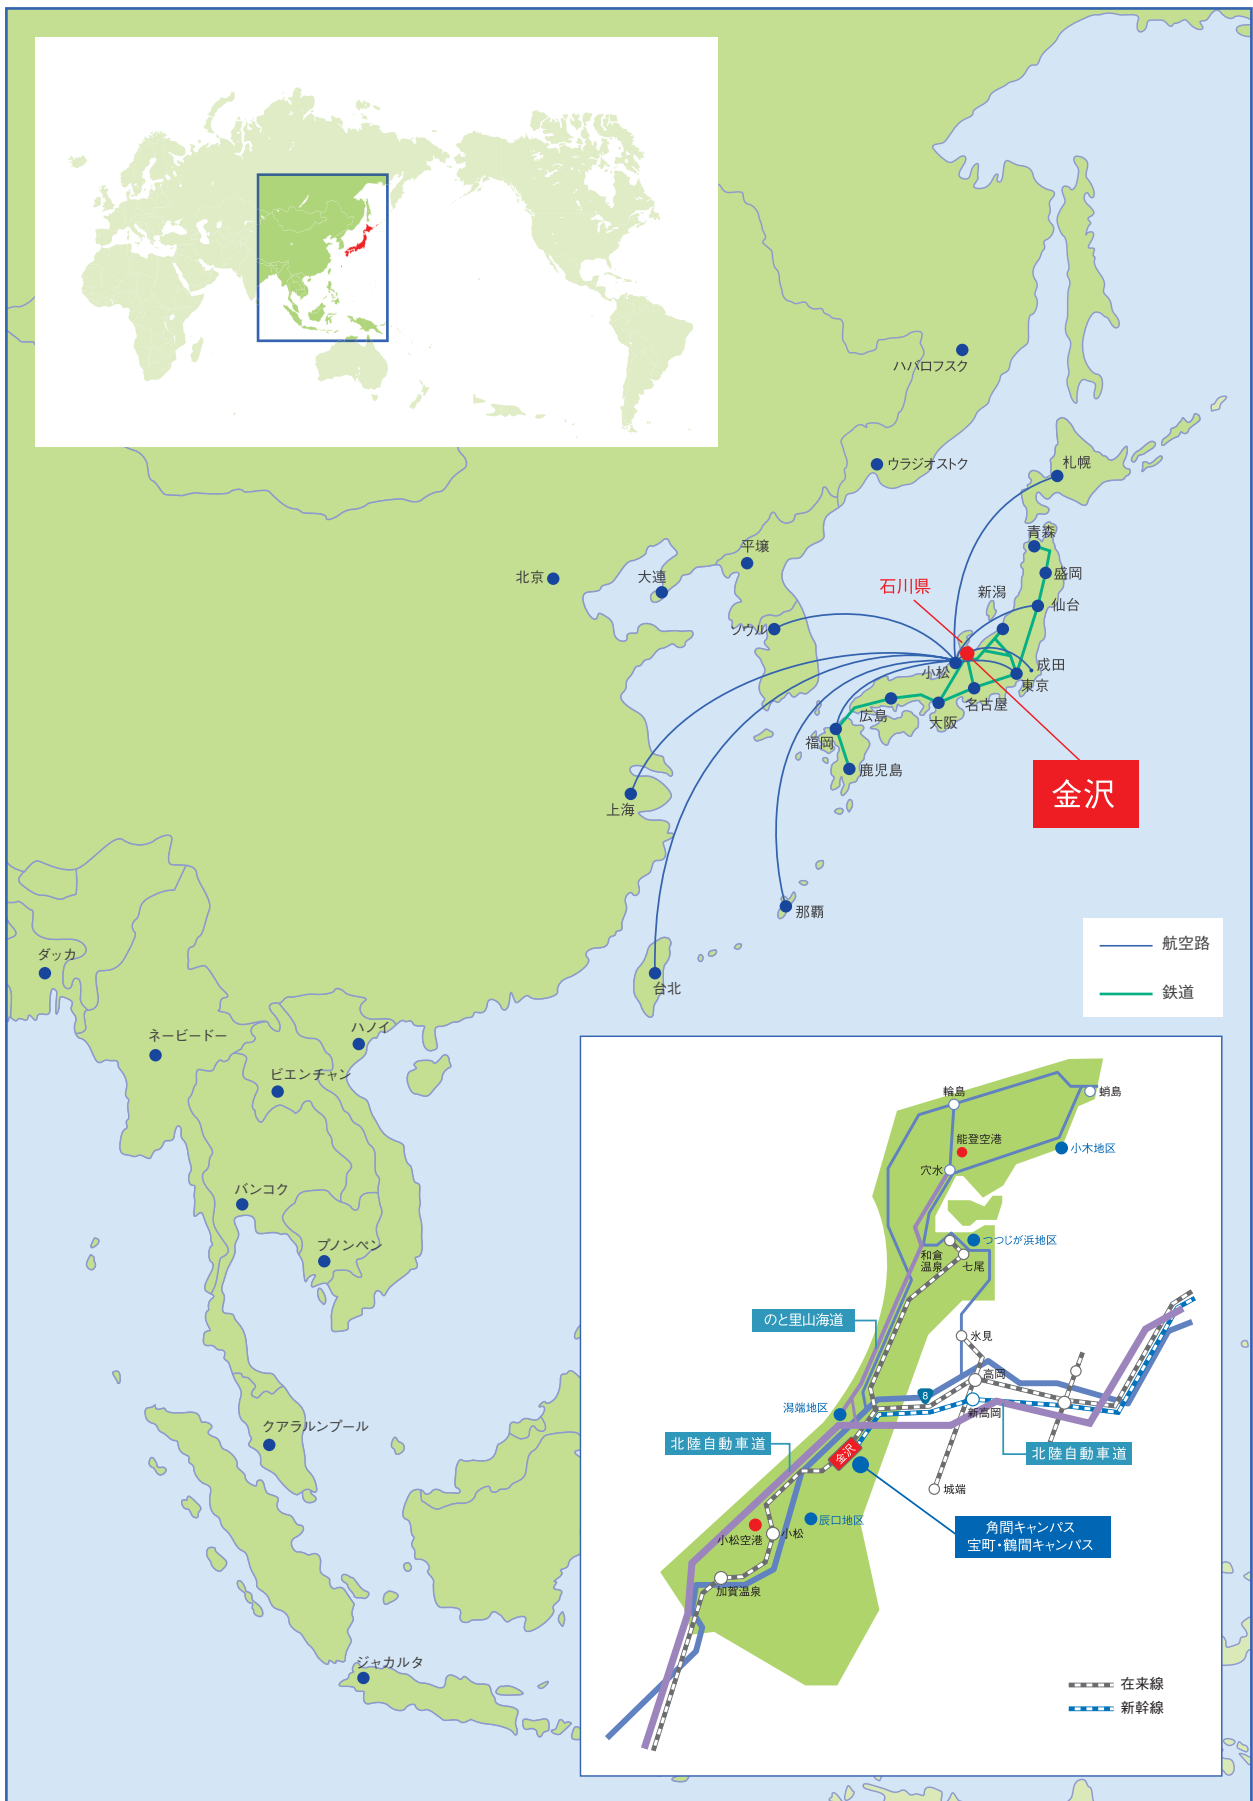 ハバロフスク
ウラジオストク
札幌
青森
平壌
北京
大連
盛岡
石川県
新潟
仙台
ソウル
成田
小松
東京
名古屋
広島
大阪
福岡
鹿児島
金沢
上海
那覇
航空路
鉄道
ダッカ
台北
ネーピードー
ハノイ
ビエンチャン
バンコク
プノンペン
クアラルンプール
ジャカルタ
輪島
蛸島
能登空港
小木地区
穴水
つつじが浜地区
和倉
温泉
七尾
のと里山海道
氷見
高岡
8
新高岡
潟端地区
北陸自動車道
金沢
北陸自動車道
城端
角間キャンパス
宝町・鶴間キャンパス
辰口地区
小松空港
小松
加賀温泉
在来線
新幹線